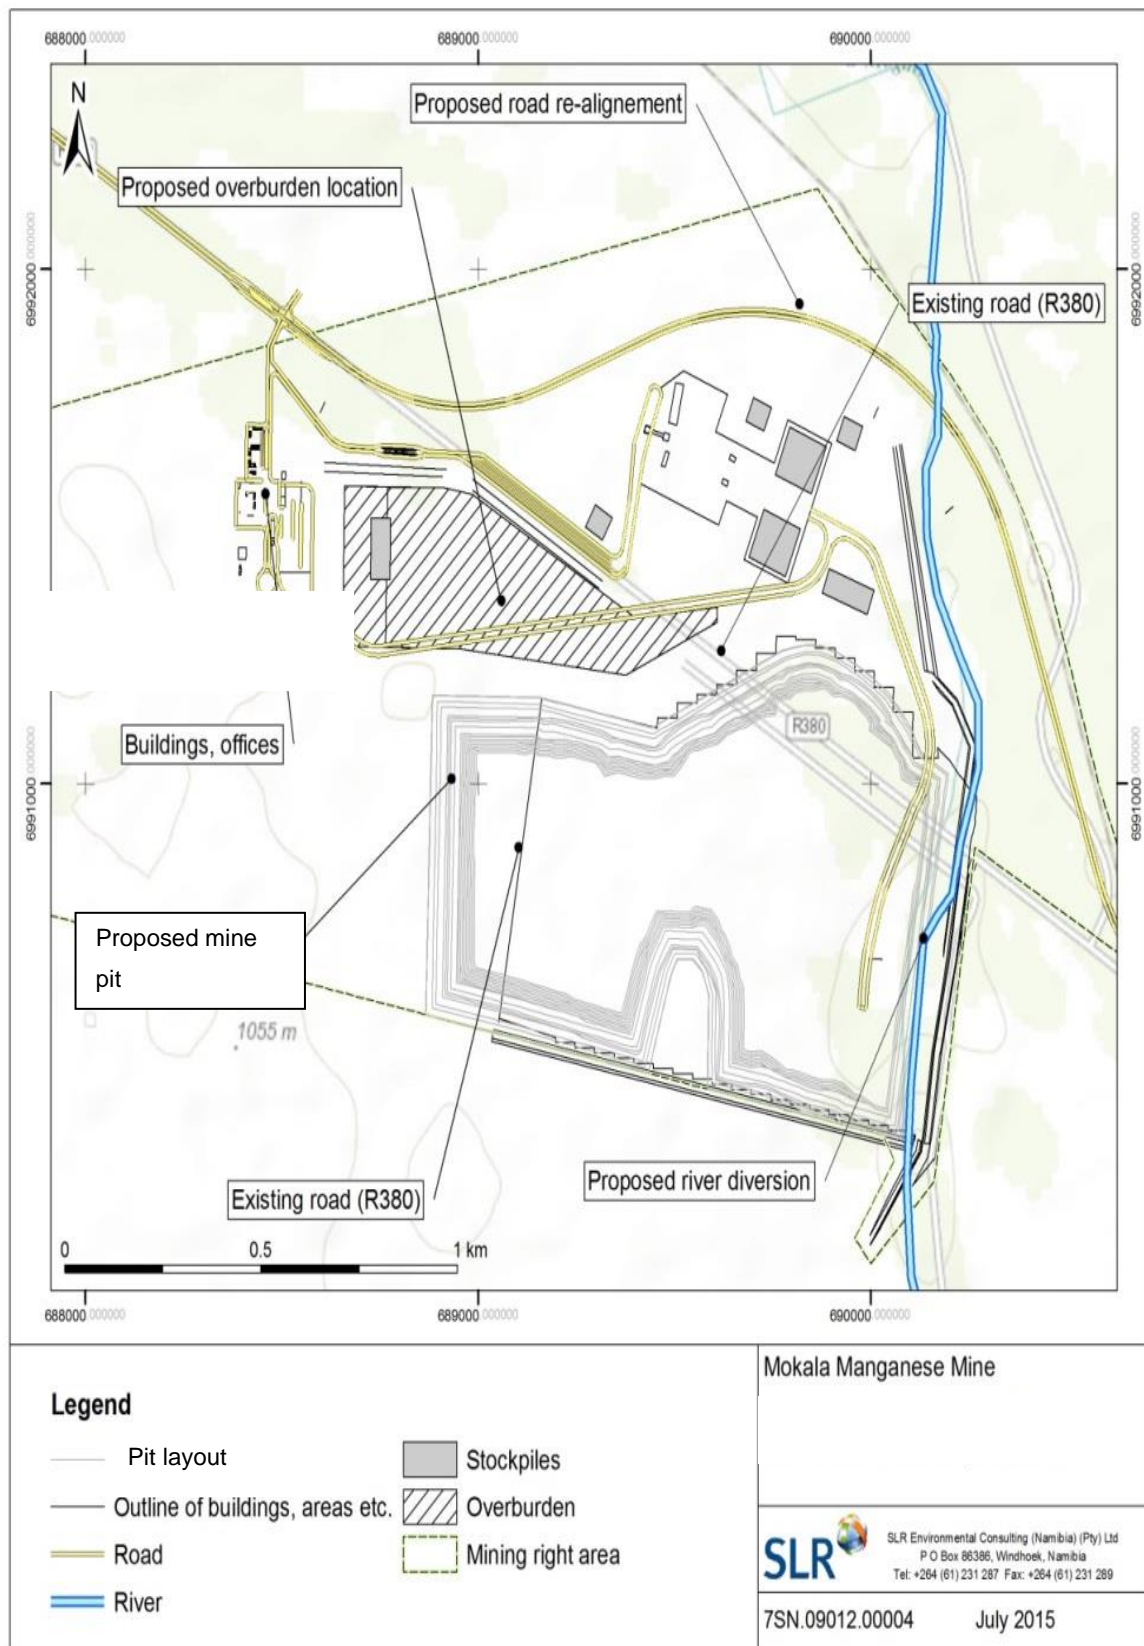 688000.000000
689000.000000
690000.000000
N
Proposed road re-alignement
Proposed overburden location
6992000.000000
6992000.000000
Existing road (R380)
R380
Buildings, offices
6991000.000000
6991000.000000
Proposed mine
pit
1055 m
Proposed river diversion
Existing road (R380)
0
0.5
1 km
688000.000000
689000.000000
690000.000000
Legend
Pit layout
Outline of buildings, areas etc.
Road
River
Stockpiles
Overburden
Mining right area
Mokala Manganese Mine
SLR
SLR Environmental Consulting (Namibia) (Pty) Ltd
P O Box 86386, Windhoek, Namibia
Tel: +264 (61) 231 287 Fax: +264 (61) 231 289
7SN.09012.00004
July 2015